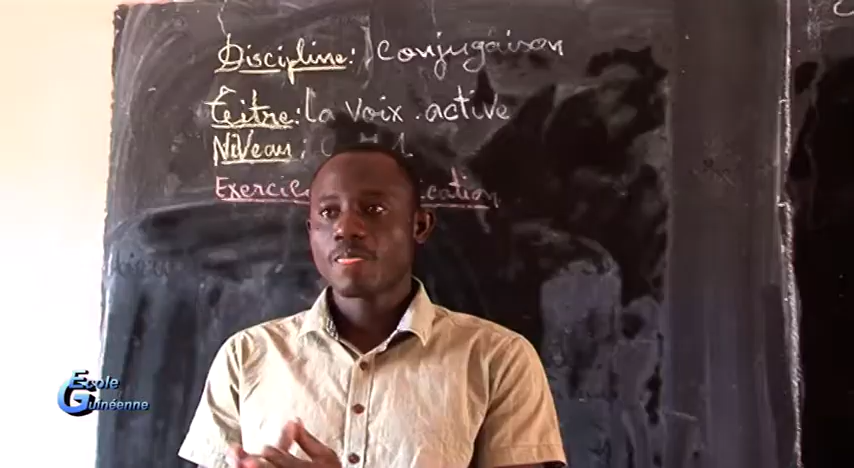 Discipline : Conjugaison
Titre : la Voix active
Niveau :
École
Guinéenne